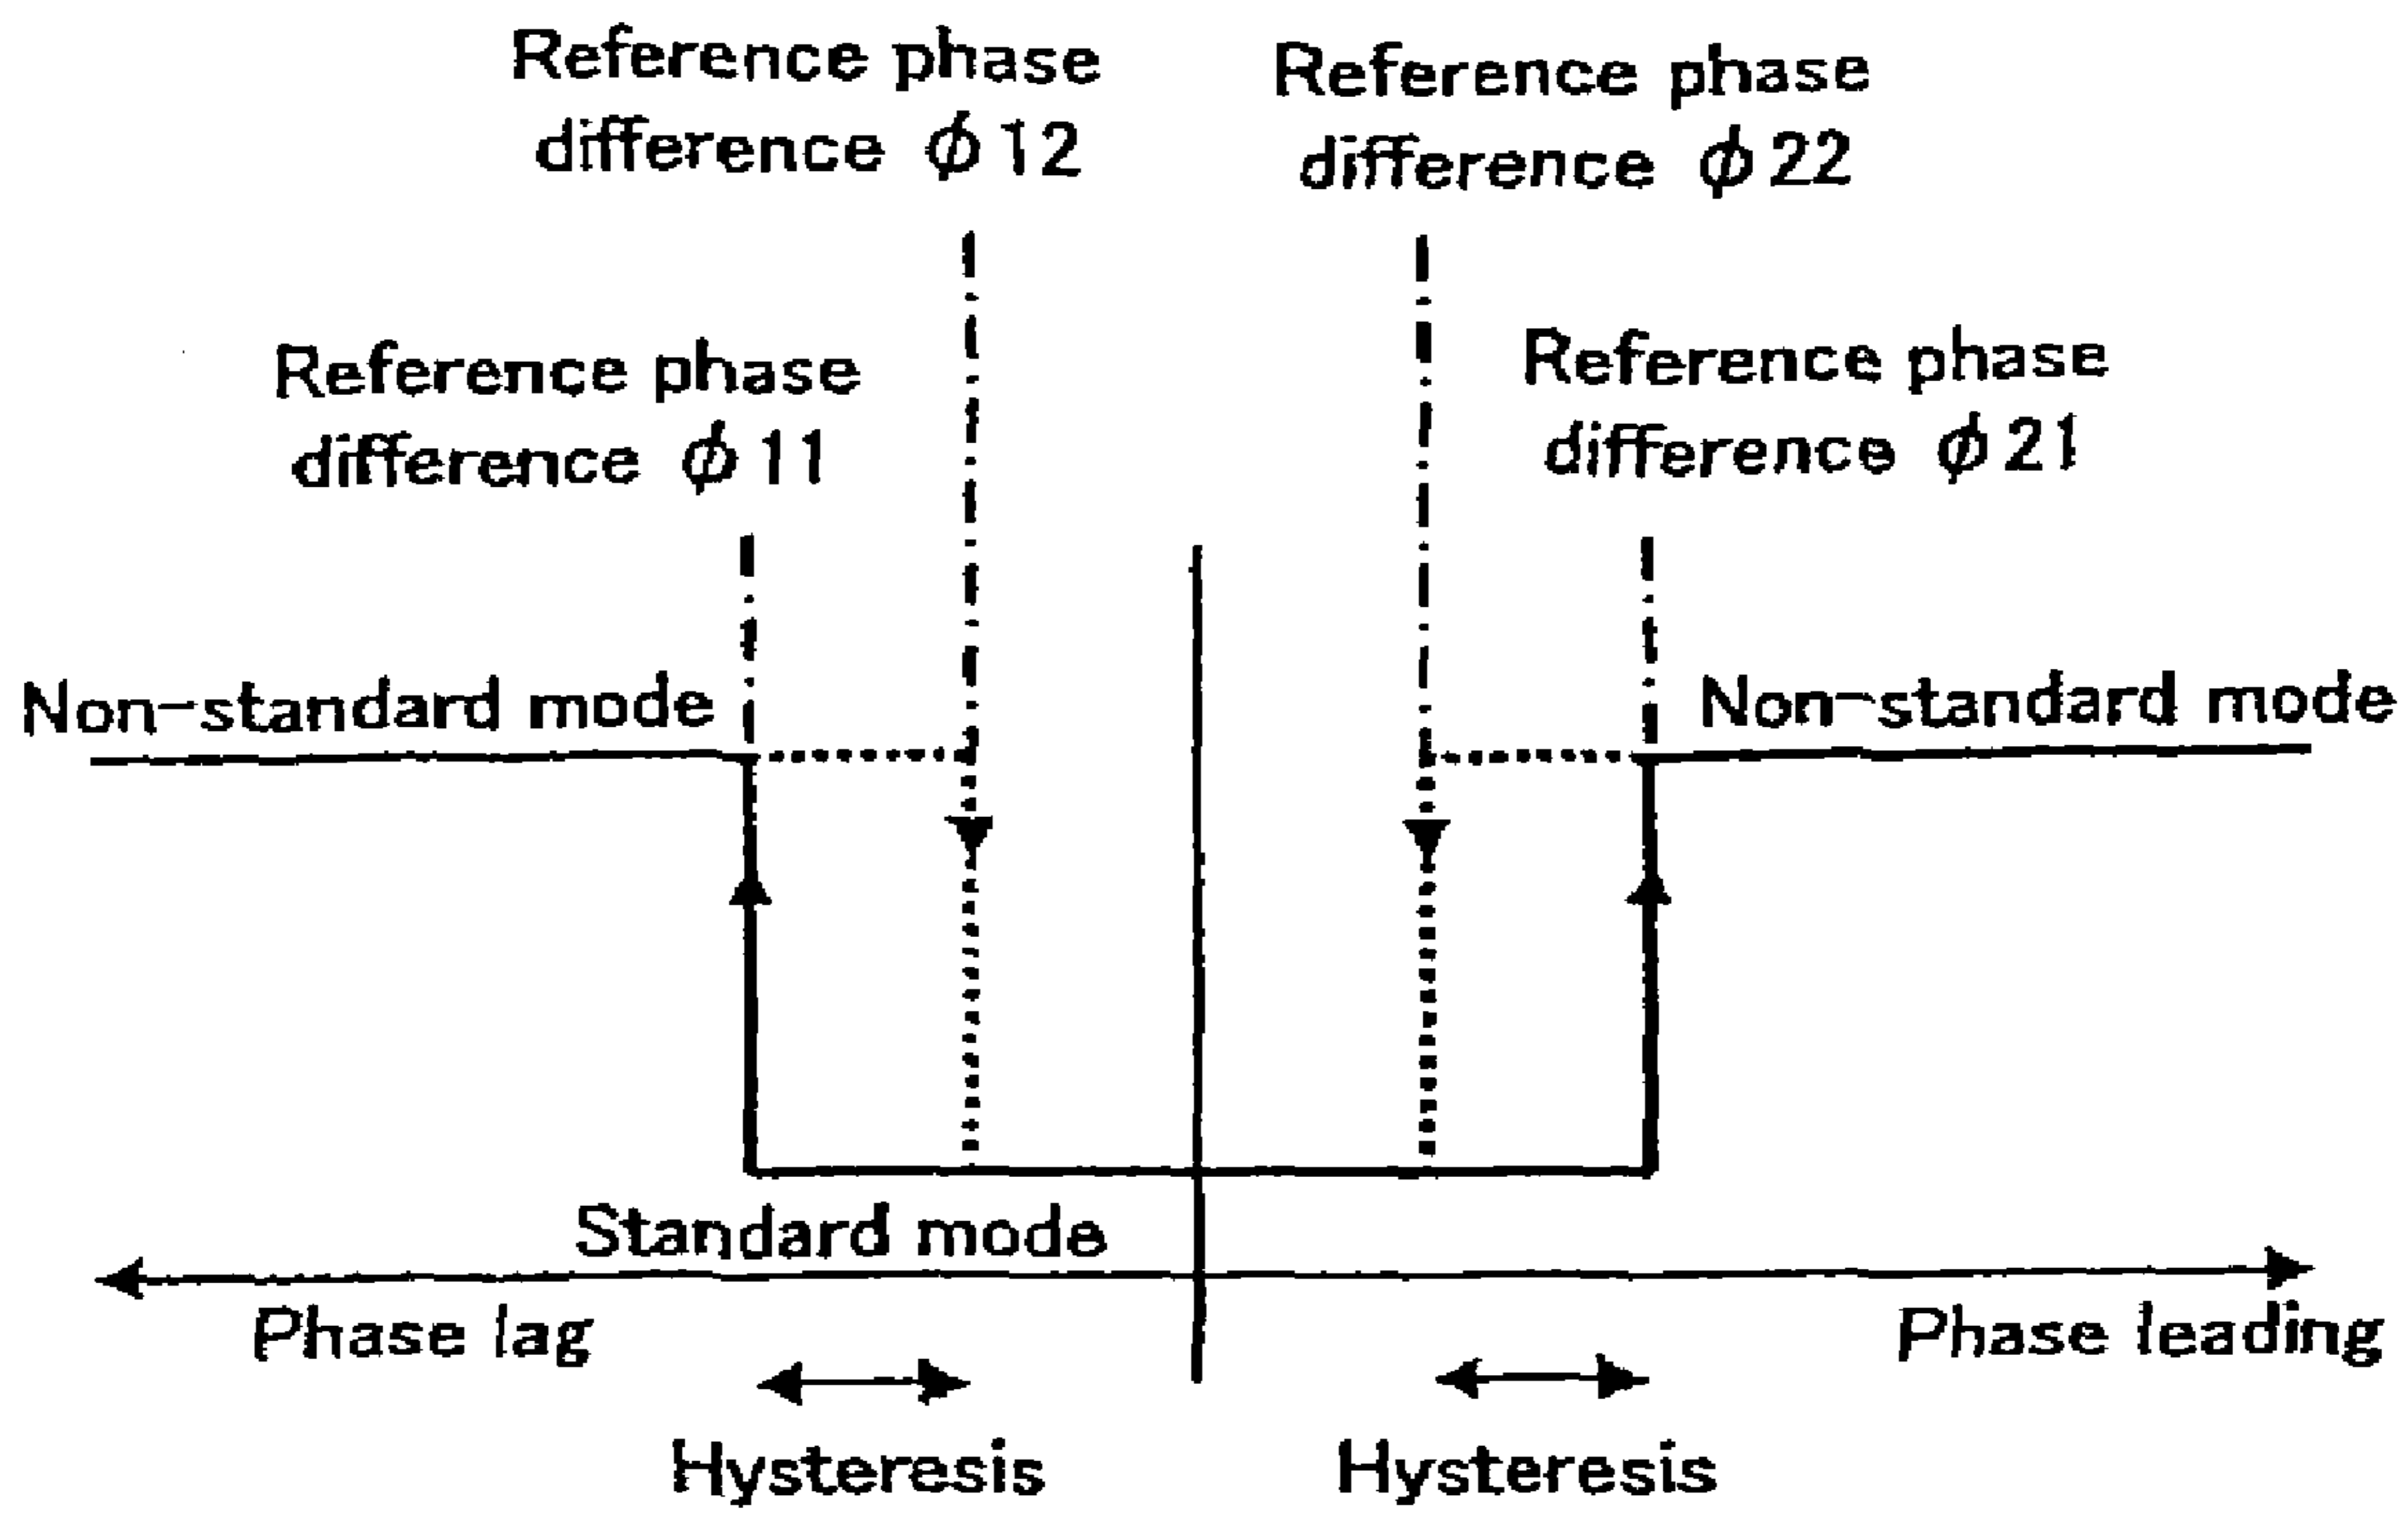 Reference phase
difference ϕ12
Reference phase
difference ϕ22
Reference phase
difference ϕ11
Reference phase
difference ϕ21
Non-standard mode
Non-standard mode
Standard mode
Phase lag
Phase leading
Hysteresis
Hysteresis